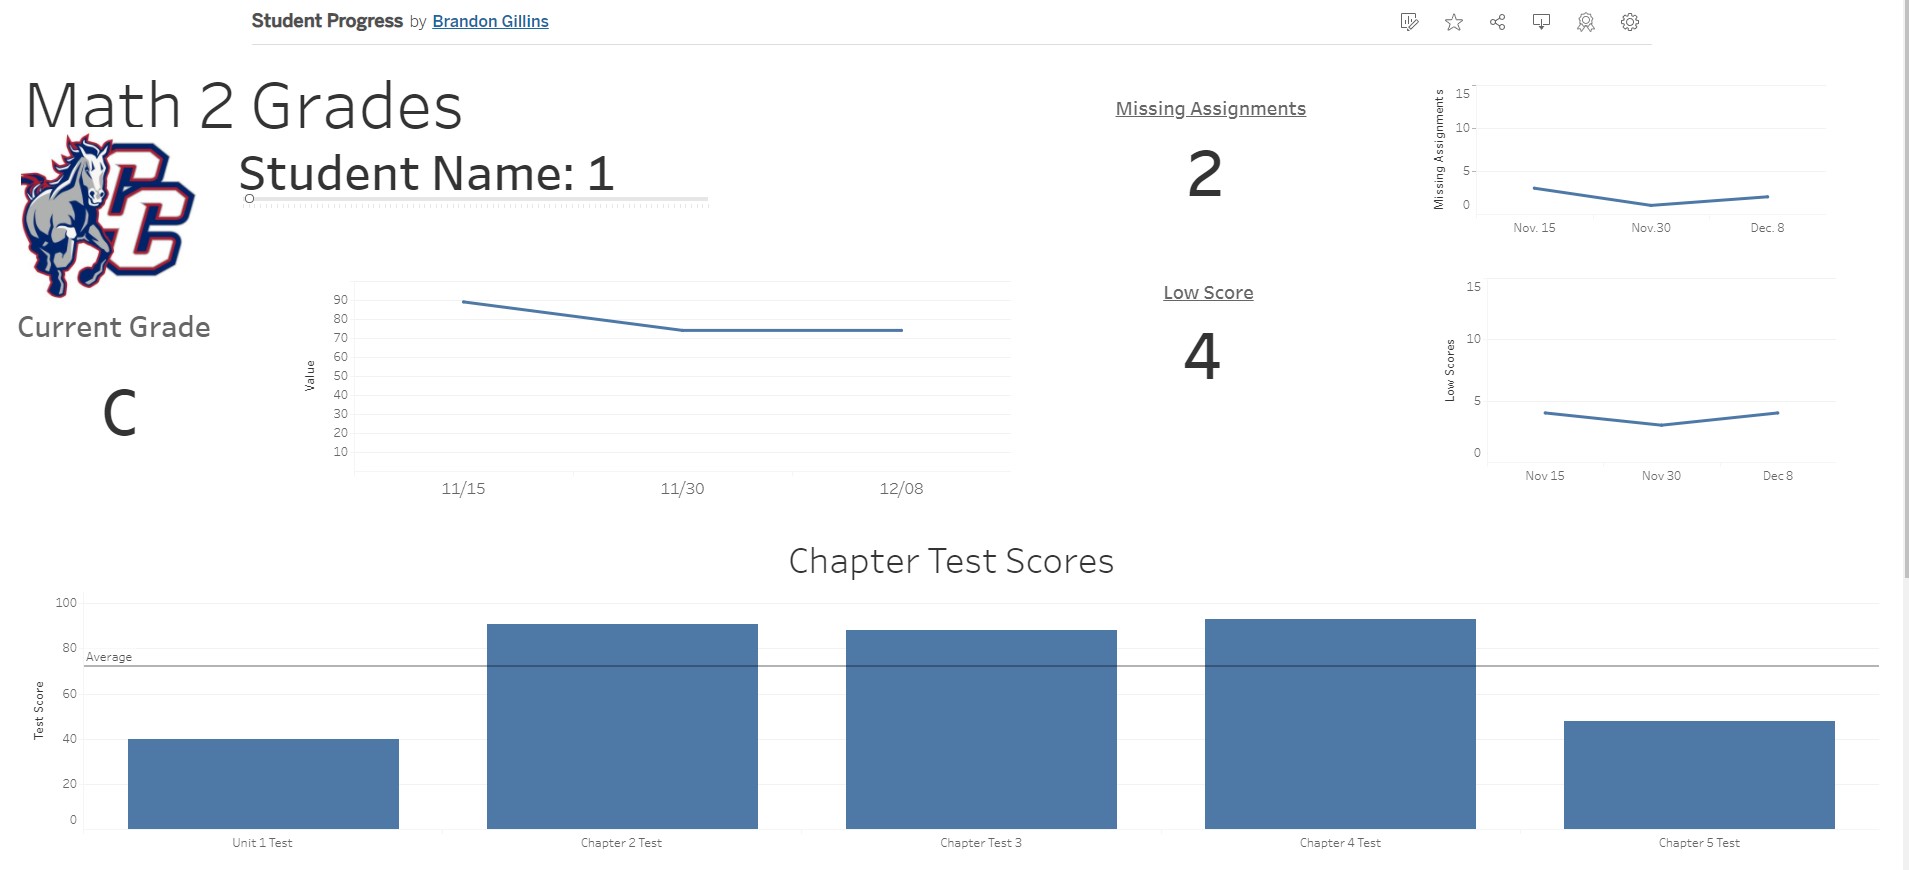 Student Progress by Brandon Gillins
Math 2 Grades
PC
Student Name: 1
Current Grade
C
Value
90
80
70
60
50
40
30
20
10
11/15 11/30 12/08
Missing Assignments
2
Missing Assignments
15
10
5
0
Nov. 15 Nov.30 Dec. 8
Low Score
4
Low Scores
15
10
5
0
Nov 15 Nov 30 Dec 8
Chapter Test Scores
Test Score
100
80
60
40
20
0
Average
Unit 1 Test Chapter 2 Test Chapter Test 3 Chapter 4 Test Chapter 5 Test